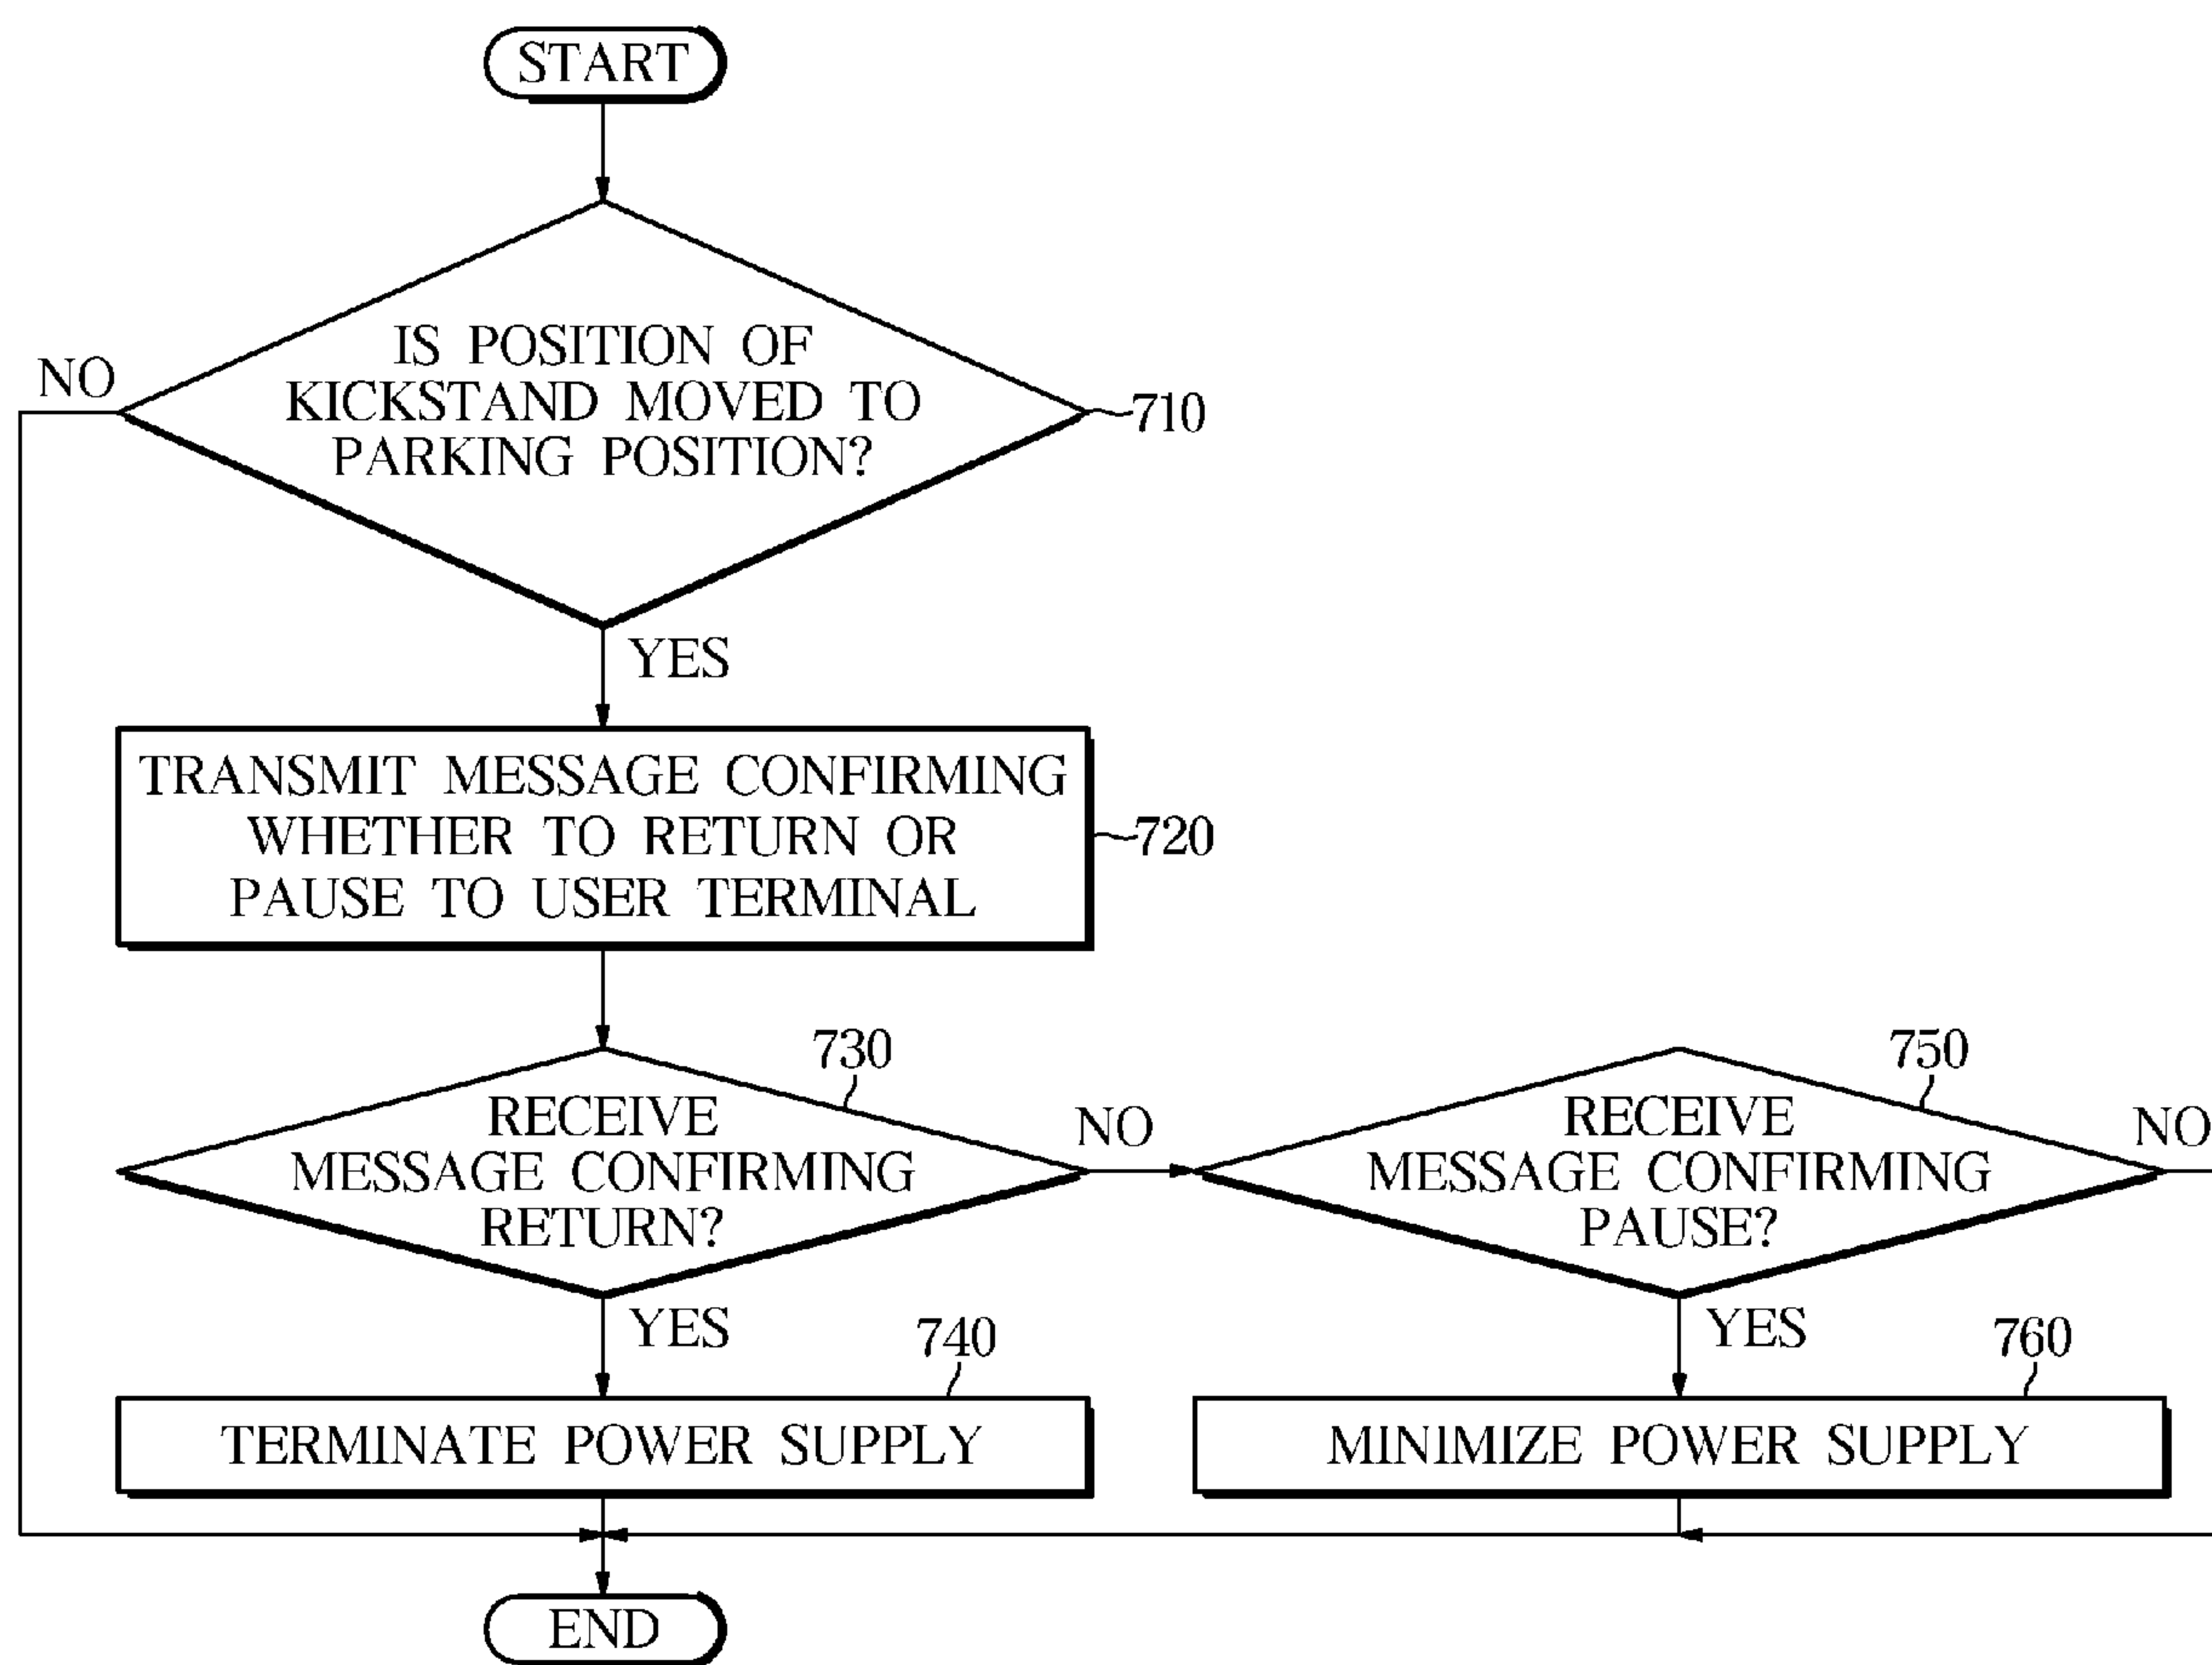 START
IS POSITION OF
KICKSTAND MOVED TO
PARKING POSITION?
NO
710
YES
TRANSMIT MESSAGE CONFIRMING
WHETHER TO RETURN OR
PAUSE TO USER TERMINAL
720
730
RECEIVE
MESSAGE CONFIRMING
RETURN?
NO
YES
750
RECEIVE
MESSAGE CONFIRMING
PAUSE?
NO
YES
740
TERMINATE POWER SUPPLY
760
MINIMIZE POWER SUPPLY
END